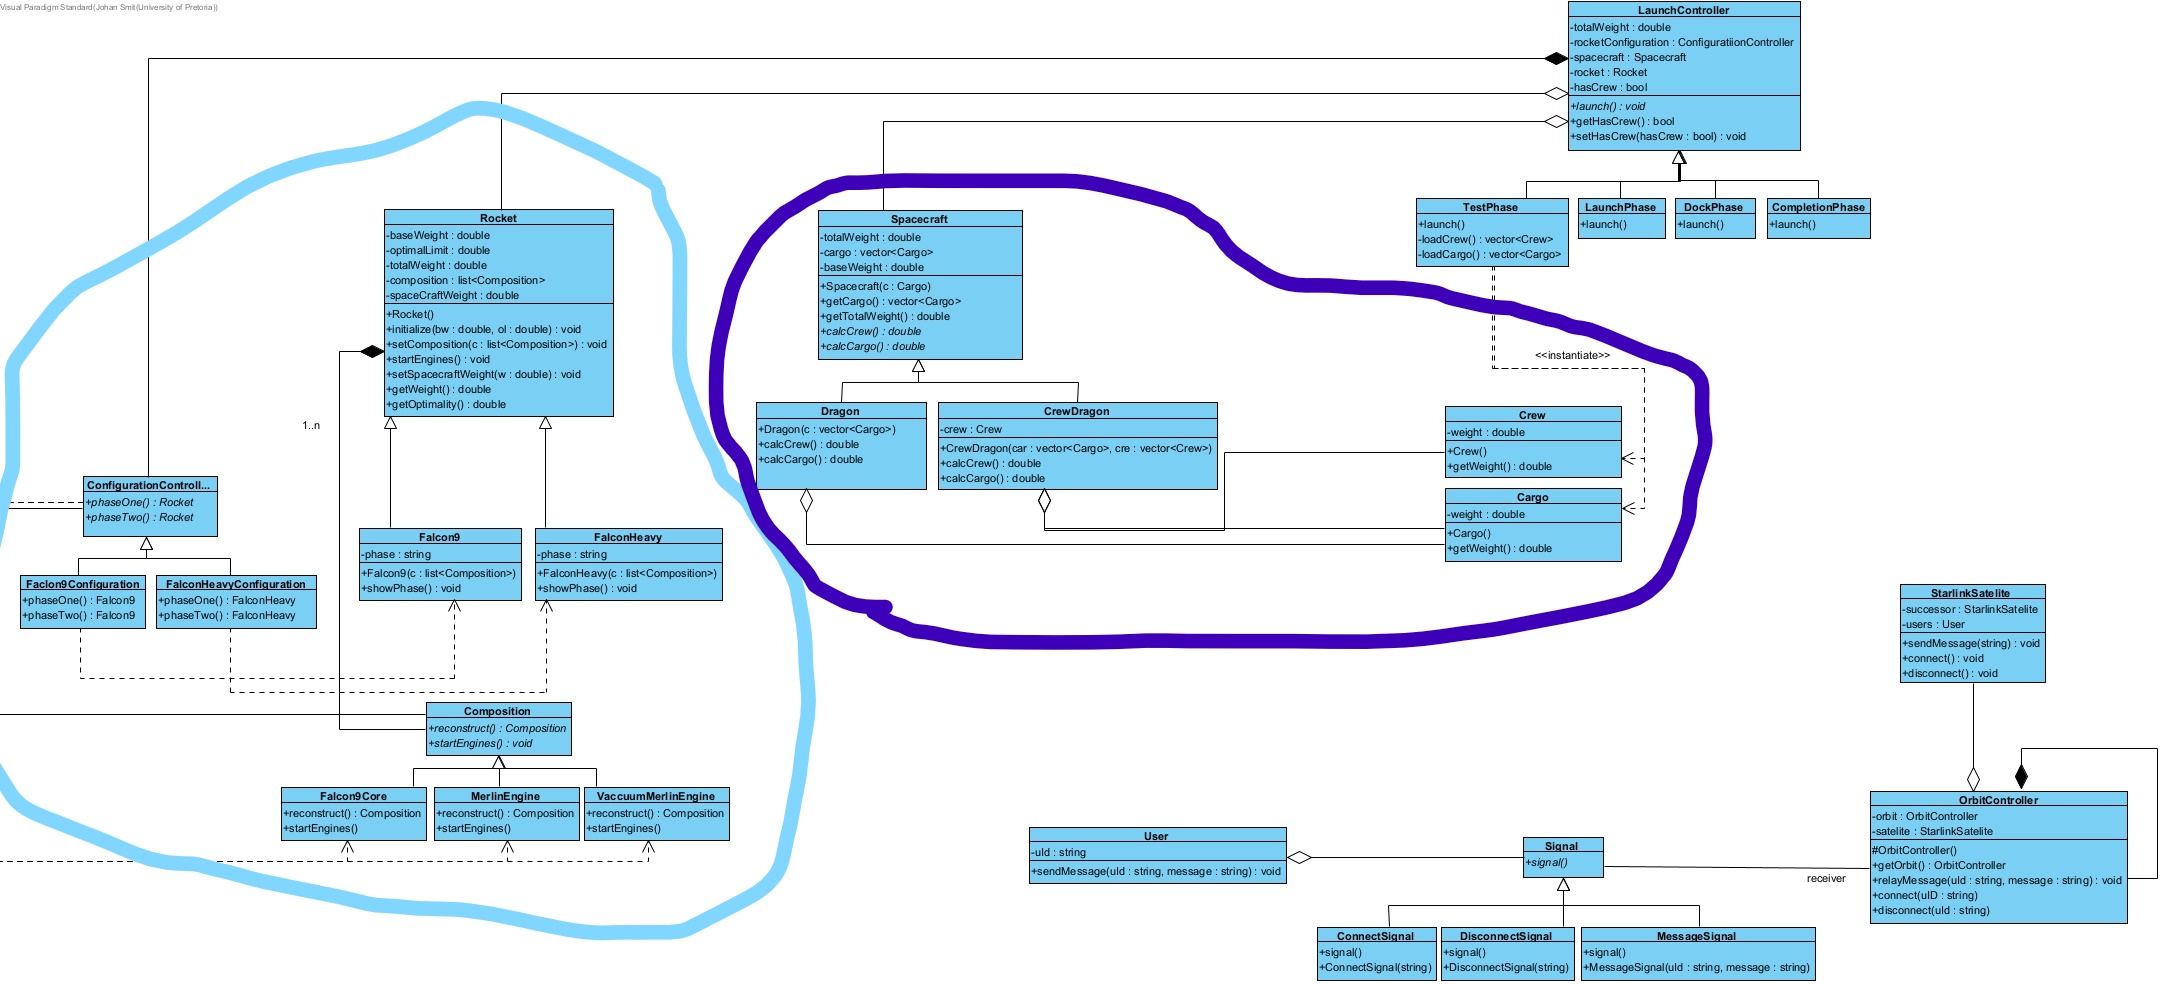 Visual Paradigm Standard(Johan Smit(University of Pretoria))
LaunchController
-totalWeight : double
-rocketConfiguration : ConfiguratiionController
-spacecraft : Spacecraft
-rocket : Rocket
-hasCrew : bool
+launch() : void
+getHasCrew() : bool
+setHasCrew(hasCrew : bool) : void
TestPhase
+launch()
-loadCrew() : vector<Crew>
-loadCargo() : vector<Cargo>
LaunchPhase
+launch()
DockPhase
+launch()
CompletionPhase
+launch()
Rocket
-baseWeight : double
-optimalLimit : double
-totalWeight : double
-composition : list<Composition>
-spaceCraftWeight : double
+Rocket()
+initialize(bw : double, ol : double) : void
+setComposition(c : list<Composition>) : void
+startEngines() : void
+setSpacecraftWeight(w : double) : void
+getWeight() : double
+getOptimality() : double
Spacecraft
-totalWeight : double
-cargo : vector<Cargo>
-baseWeight : double
+Spacecraft(c : Cargo)
+getCargo() : vector<Cargo>
+getTotalWeight() : double
+calcCrew() : double
+calcCargo() : double
<<instantiate>>
1..n
Dragon
+Dragon(c : vector<Cargo>)
+calcCrew() : double
+calcCargo() : double
CrewDragon
-crew : Crew
+CrewDragon(car : vector<Cargo>, cre : vector<Crew>)
+calcCrew() : double
+calcCargo() : double
Crew
-weight : double
+Crew()
+getWeight() : double
Cargo
-weight : double
+Cargo()
+getWeight() : double
ConfigurationControll...
+phaseOne() : Rocket
+phaseTwo() : Rocket
Falcon9
-phase : string
+Falcon9(c : list<Composition>)
+showPhase() : void
FalconHeavy
-phase : string
+FalconHeavy(c : list<Composition>)
+showPhase() : void
Faclon9Configuration
+phaseOne() : Falcon9
+phaseTwo() : Falcon9
FalconHeavyConfiguration
+phaseOne() : FalconHeavy
+phaseTwo() : FalconHeavy
StarlinkSatelite
-successor : StarlinkSatelite
-users : User
+sendMessage(string) : void
+connect() : void
+disconnect() : void
Composition
+reconstruct() : Composition
+startEngines() : void
Falcon9Core
+reconstruct() : Composition
+startEngines()
MerlinEngine
+reconstruct() : Composition
+startEngines()
VaccuumMerlinEngine
+reconstruct() : Composition
+startEngines()
OrbitController
-orbit : OrbitController
-satelite : StarlinkSatelite
#OrbitController()
+getOrbit() : OrbitController
+relayMessage(uId : string, message : string) : void
+connect(uID : string)
+disconnect(uId : string)
User
-uId : string
+sendMessage(uId : string, message : string) : void
Signal
+signal()
receiver
ConnectSignal
+signal()
+ConnectSignal(string)
DisconnectSignal
+signal()
+DisconnectSignal(string)
MessageSignal
+signal()
+MessageSignal(uId : string, message : string)